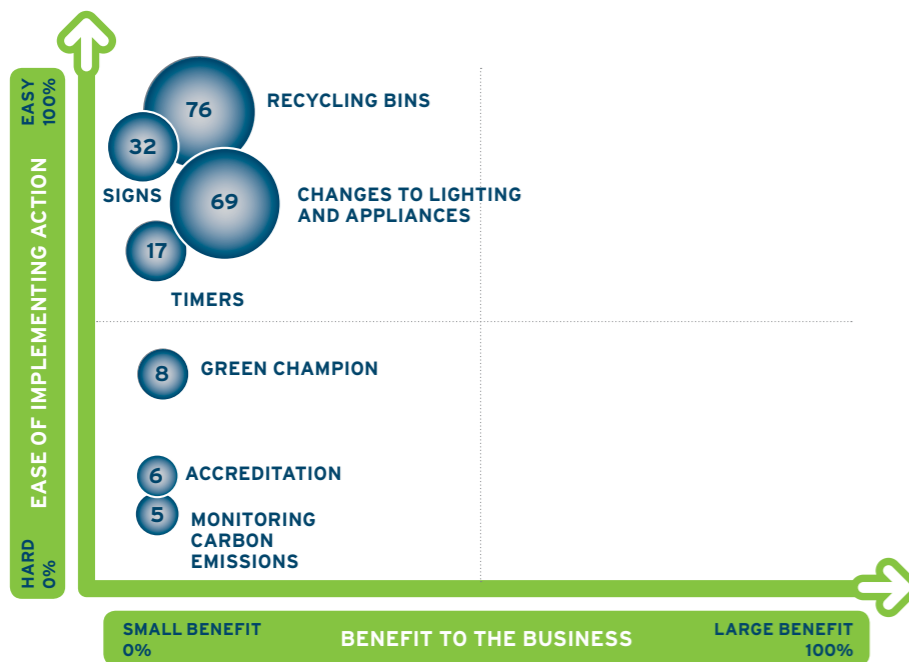 EASY
100%
EASE OF IMPLEMENTING ACTION
HARD
0%
76
RECYCLING BINS
32
SIGNS
69
CHANGES TO LIGHTING
AND APPLIANCES
17
TIMERS
8
GREEN CHAMPION
6
ACCREDITATION
5
MONITORING
CARBON
EMISSIONS
SMALL BENEFIT
0%
BENEFIT TO THE BUSINESS
LARGE BENEFIT
100%